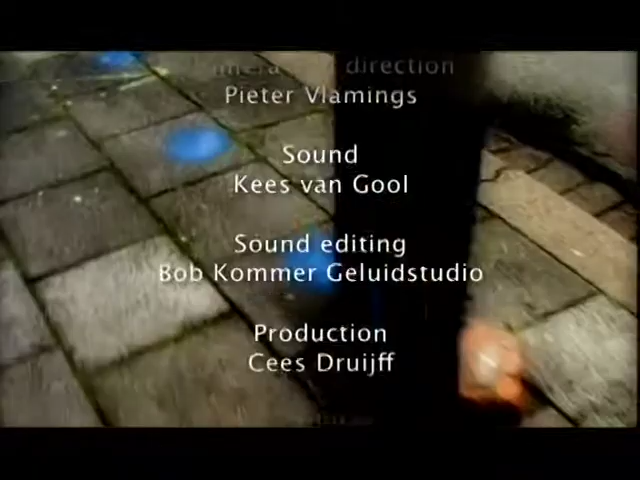 direction
Pieter Vlamings
Sound
Kees van Gool
Sound editing
Bob Kommer Geluidstudio
Production
Cees Druijff